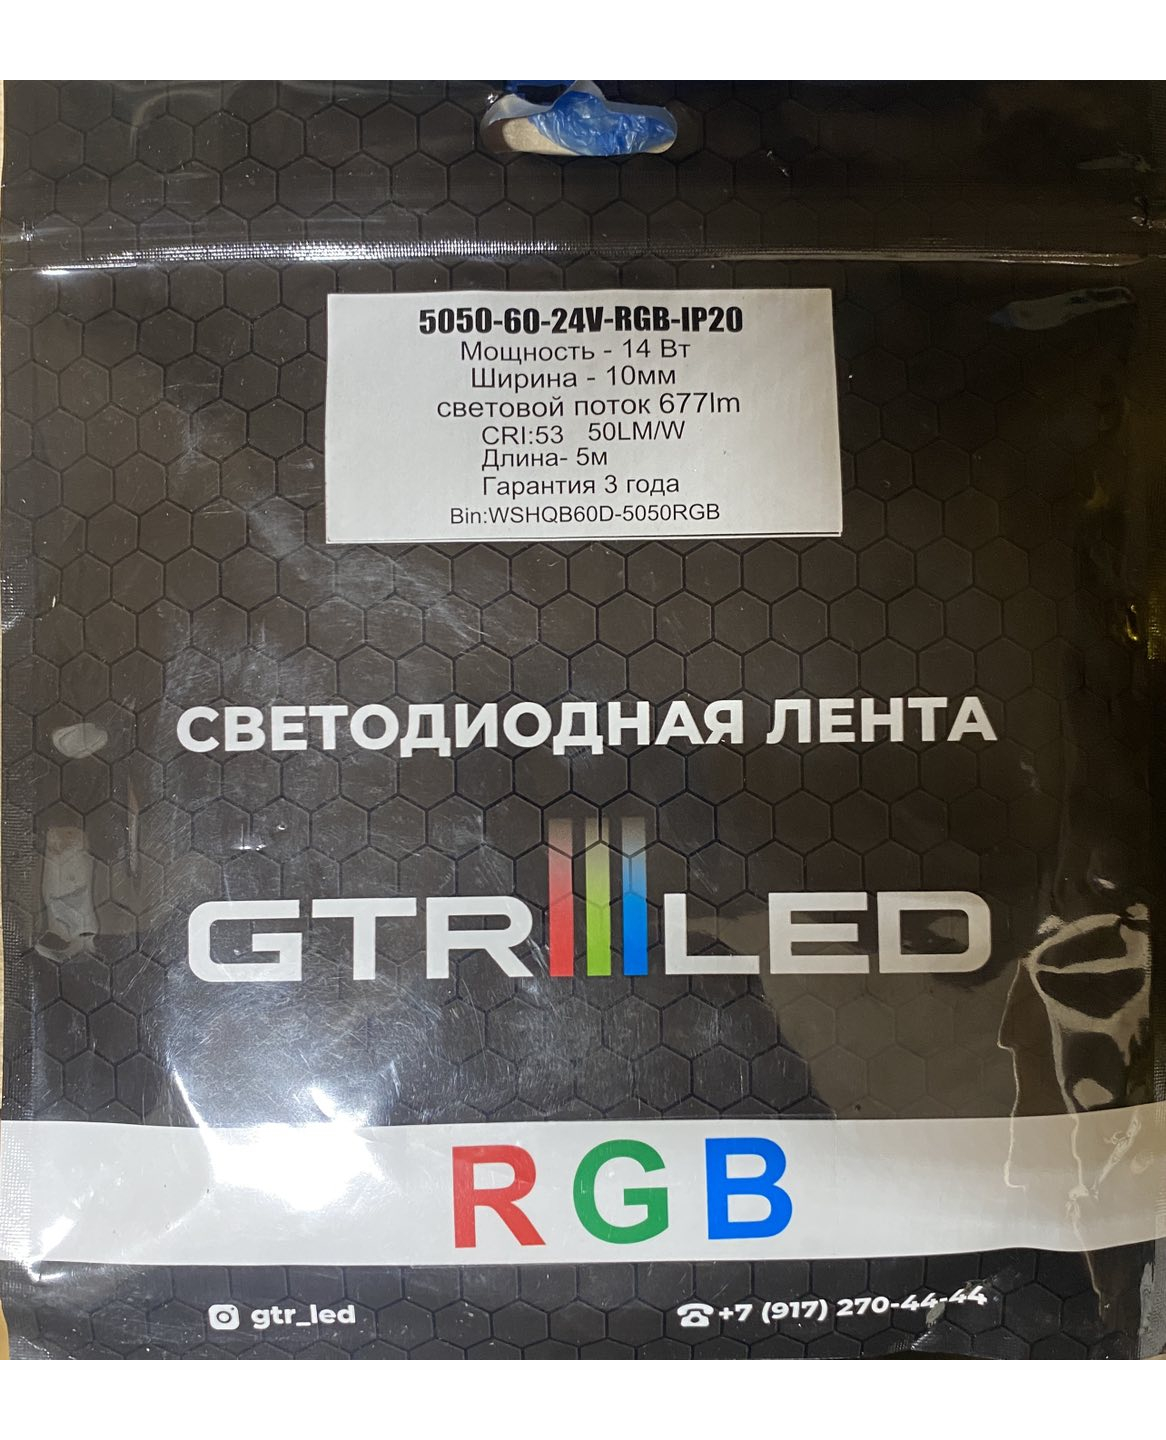 5050-60-24V-RGB-IP20
Мощность - 14 Вт
Ширина - 10мм
световой поток 677lm
CRI:53 50LM/W
Длина- 5м
Гарантия 3 года
Bin:WSHQB60D-5050RGB
СВЕТОДИОДНАЯ ЛЕНТА
GTR LED
RGB
gtr_led
+7 (917) 270-44-44